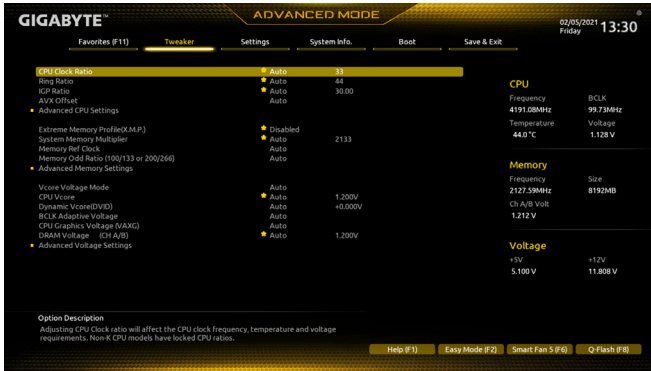 GIGABYTE™
ADVANCED MODE
02/05/2021 Friday 13:30
Favorites (F11) Tweaker Settings System Info. Boot Save & Exit
CPU Clock Ratio Auto 33
Ring Ratio Auto 44
IGP Ratio Auto 30.00
AVX Offset Auto
Advanced CPU Settings
Extreme Memory Profile(X.M.P.) Disabled
System Memory Multiplier Auto 2133
Memory Ref Clock Auto
Memory Odd Ratio (100/133 or 200/266) Auto
Advanced Memory Settings
Vcore Voltage Mode Auto
CPU Vcore Auto 1.200V
Dynamic Vcore(DVID) Auto +0.000V
BCLK Adaptive Voltage Auto
CPU Graphics Voltage (VAXG) Auto
DRAM Voltage (CH A/B) Auto 1.200V
Advanced Voltage Settings
CPU
Frequency BCLK
4191.08MHz 99.73MHz
Temperature Voltage
44.0 °C 1.128 V
Memory
Frequency Size
2127.59MHz 8192MB
Ch A/B Volt
1.212 V
Voltage
+5V +12V
5.100 V 11.808 V
Option Description
Adjusting CPU Clock ratio will affect the CPU clock frequency, temperature and voltage
requirements. Non-K CPU models have locked CPU ratios.
Help (F1) Easy Mode (F2) Smart Fan 5 (F6) Q-Flash (F8)